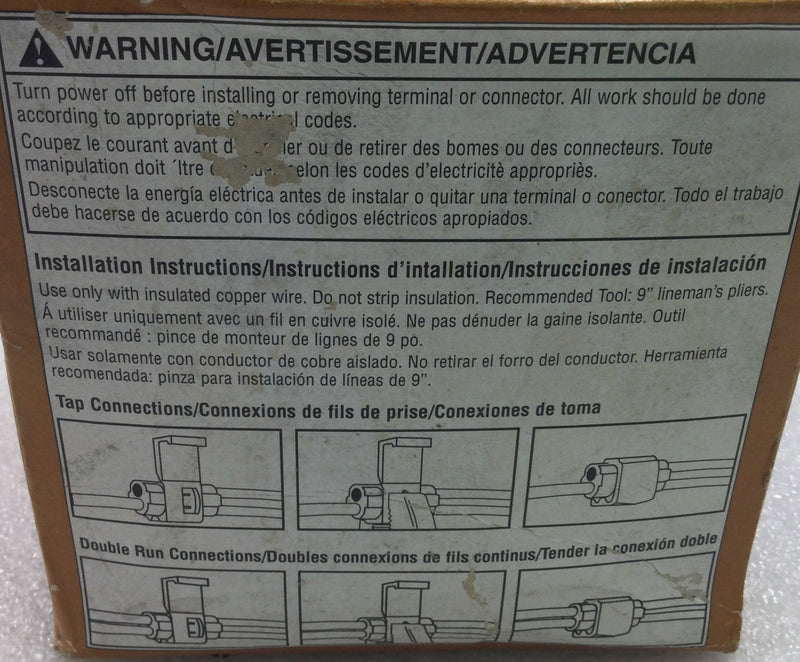 WARNING/AVERTISSEMENT/ADVERTENCIA
Turn power off before installing or removing terminal or connector. All work should be done
according to appropriate electrical codes.
Coupez le courant avant ou de retirer des bornes ou des connecteurs. Toute
manipulation doit ´ltre selon les codes d'electricitè appropriès.
Desconecte la energía eléctrica antes de instalar o quitar una terminal o conector. Todo el trabajo
debe hacerse de acuerdo con los códigos eléctricos apropiados.
Installation Instructions/Instructions d'intallation/Instrucciones de instalación
Use only with insulated copper wire. Do not strip insulation. Recommended Tool: 9" lineman's pliers.
Á utiliser uniquement avec un fil en cuivre isolé. Ne pas dénuder la gaine isolante. Outil
recommandé : pince de monteur de lignes de 9 po.
Usar solamente con conductor de cobre aislado. No retirar el forro del conductor. Herramienta
recomendada: pinza para instalación de líneas de 9".
Tap Connections/Connexions de fils de prise/Conexiones de toma
Double Run Connections/Doubles connexions de fils continus/Tender la conexión doble